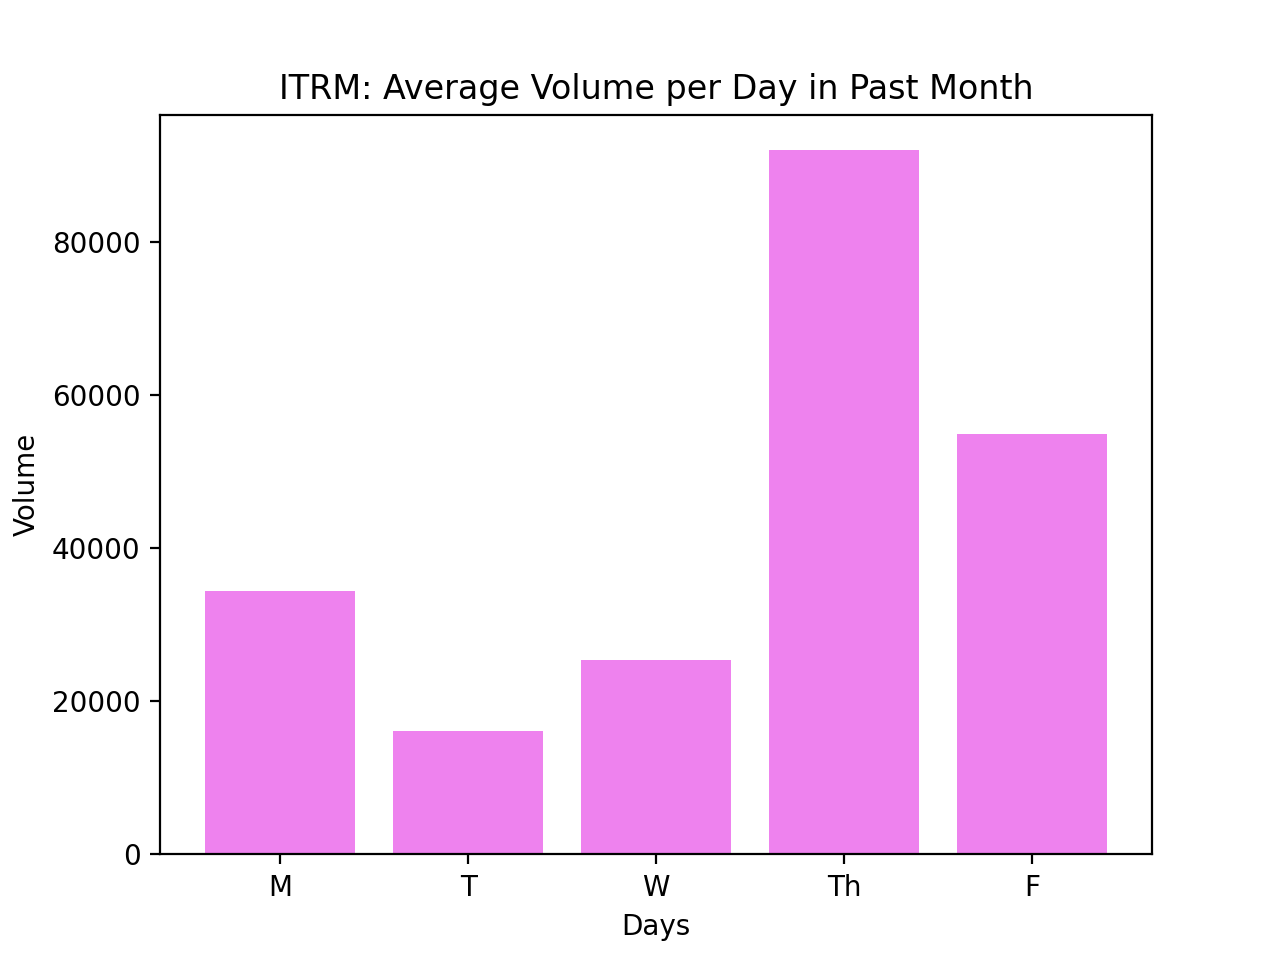 ITRM: Average Volume per Day in Past Month
80000
60000
40000
20000
0
Volume
M T W Th F
Days